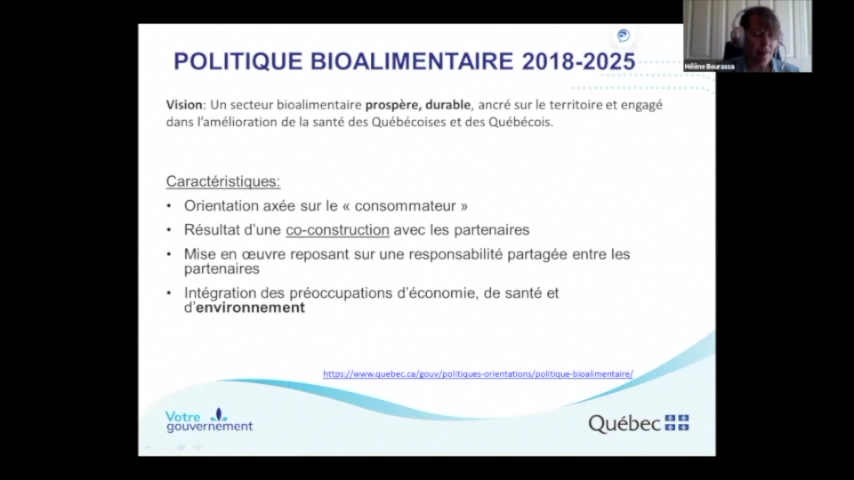 POLITIQUE BIOALIMENTAIRE 2018-2025
Hélène Bourassa
Vision: Un secteur bioalimentaire prospère, durable, ancré sur le territoire et engagé
dans l'amélioration de la santé des Québécoises et des Québécois.
Caractéristiques:
• Orientation axée sur le « consommateur »
• Résultat d'une co-construction avec les partenaires
• Mise en œuvre reposant sur une responsabilité partagée entre les
partenaires
• Intégration des préoccupations d'économie, de santé et
d'environnement
https://www.quebec.ca/gouv/politiques-orientations/politique-bioalimentaire/
Votre
gouvernement
Québec